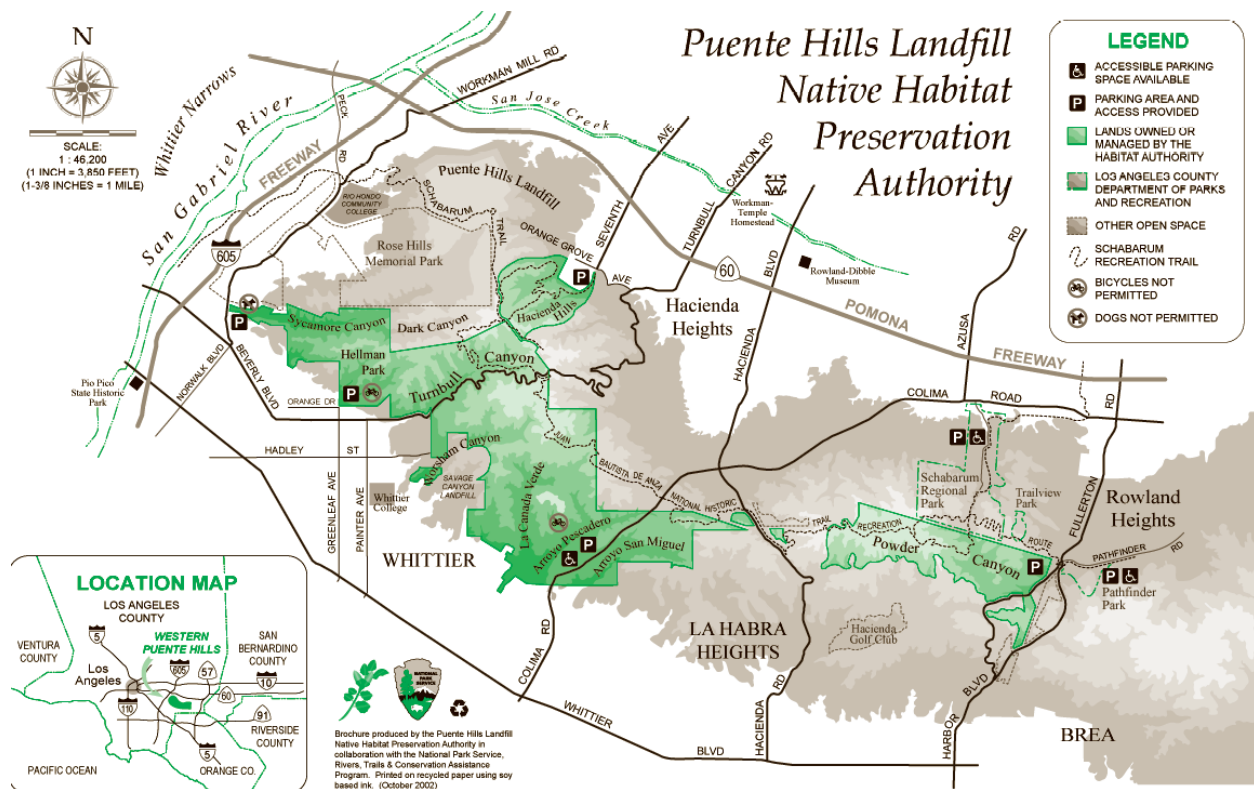 Puente Hills Landfill
Native Habitat
Preservation
Authority
N
SCALE:
1 : 46,200
(1 INCH = 3,850 FEET)
(1-3/8 INCHES = 1 MILE)
LEGEND
ACCESSIBLE PARKING
SPACE AVAILABLE
P
PARKING AREA AND
ACCESS PROVIDED
LANDS OWNED OR
MANAGED BY THE
HABITAT AUTHORITY
LOS ANGELES COUNTY
DEPARTMENT OF PARKS
AND RECREATION
OTHER OPEN SPACE
SCHABARUM
RECREATION TRAIL
BICYCLES NOT
PERMITTED
DOGS NOT PERMITTED
Whittier Narrows
San Gabriel River
FREEWAY
605
PECK
RD
WORKMAN MILL RD
San Jose Creek
Puente Hills Landfill
RIO HONDO
COMMUNITY
COLLEGE
SCHABARUM
TRAIL
Rose Hills
Memorial Park
ORANGE GROVE
AVE
SEVENTH
AVE
TURNBULL
CANYON RD
Workman-
Temple
Homestead
HACIENDA
BLVD
Rowland-Dibble
Museum
60
POMONA
FREEWAY
AZUSA
RD
P
Hacienda
Hills
Hacienda
Heights
P
Sycamore Canyon
Dark Canyon
Hellman
Park
P
Turnbull
Canyon
Pio Pico
State Historic
Park
NORWALK BLVD
BEVERLY BLVD
ORANGE DR
HADLEY
ST
GREENLEAF AVE
PAINTER AVE
Worsham Canyon
SAVAGE
CANYON
LANDFILL
Whittier
College
WHITTIER
La Canada Verde
Arroyo Pescadero
P
Arroyo San Miguel
JUAN
BAUTISTA DE ANZA
NATIONAL HISTORIC
TRAIL
RECREATION
ROUTE
COLIMA
ROAD
P
Schabarum
Regional
Park
Trailview
Park
FULLERTON
RD
Rowland
Heights
Powder
Canyon
P
PATHFINDER
RD
P
Pathfinder
Park
LA HABRA
HEIGHTS
Hacienda
Golf Club
COLIMA
RD
WHITTIER
BLVD
HACIENDA
RD
HARBOR
BLVD
BREA
LOCATION MAP
LOS ANGELES
COUNTY
VENTURA
COUNTY
5
WESTERN
PUENTE HILLS
SAN
BERNARDINO
COUNTY
Los
Angeles
605
57
10
60
110
91
RIVERSIDE
COUNTY
5
ORANGE CO.
PACIFIC OCEAN
NATIONAL
PARK
SERVICE
Brochure produced by the Puente Hills Landfill
Native Habitat Preservation Authority in
collaboration with the National Park Service,
Rivers, Trails & Conservation Assistance
Program. Printed on recycled paper using soy
based ink. (October 2002)